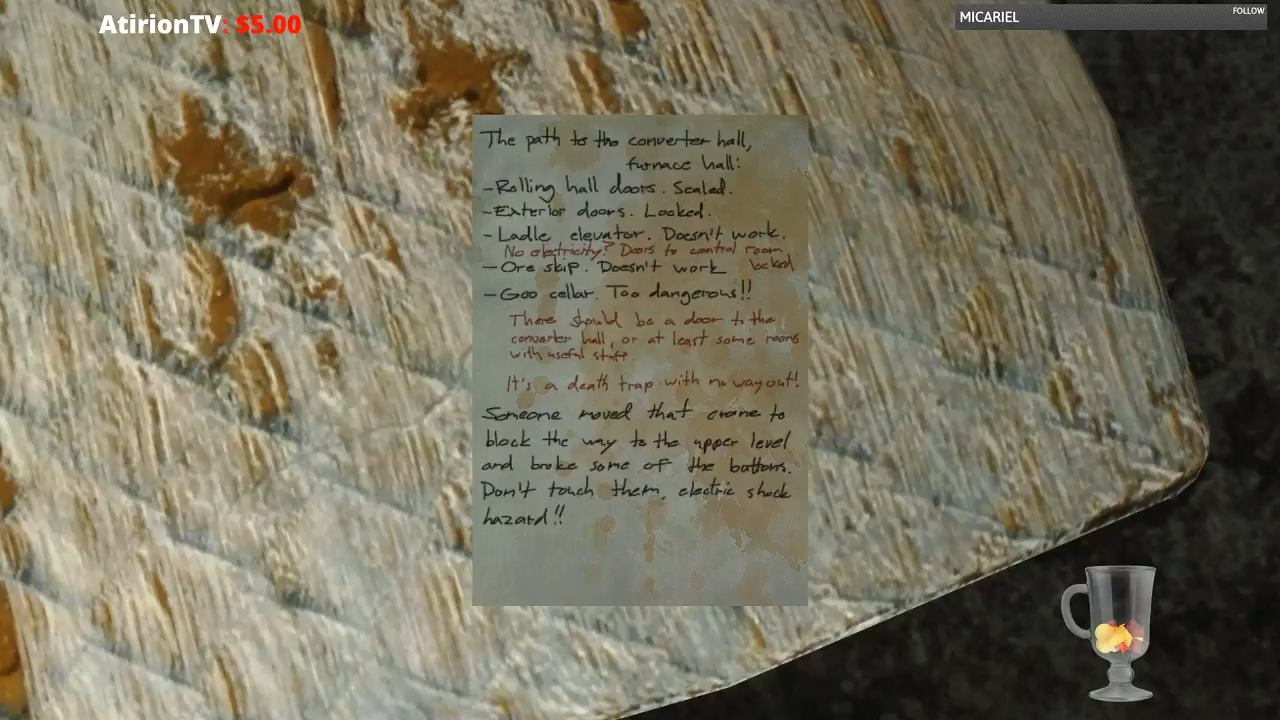 AtirionTV: $5.00
MICARIEL
FOLLOW
The path to the converter hall,
furnace hall:
-Rolling hall doors. Sealed.
-Exterior doors. Locked.
-Ladle elevator. Doesn't work.
No electricity? Doors to control room
locked
-Ore skip. Doesn't work
-Goo cellar. Too dangerous!!
There should be a door to the
converter hall, or at least some rooms
with useful stuff.
It's a death trap with no way out!
Someone moved that crane to
block the way to the upper level
and broke some of the buttons.
Don't touch them, electric shock
hazard!!